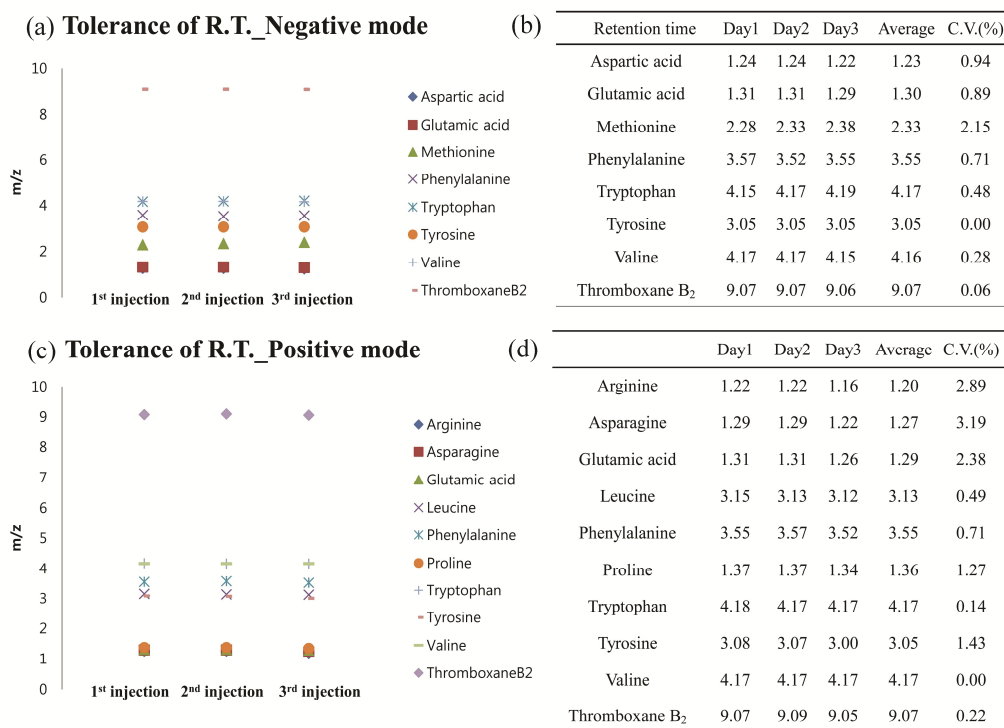 (a) Tolerance of R.T._Negative mode
10
8
6
4
2
0
m/z
1st injection 2nd injection 3rd injection
Aspartic acid
Glutamic acid
Methionine
Phenylalanine
Tryptophan
Tyrosine
Valine
ThromboxaneB2
(b)
Retention time Day1 Day2 Day3 Average C.V.(%)
Aspartic acid 1.24 1.24 1.22 1.23 0.94
Glutamic acid 1.31 1.31 1.29 1.30 0.89
Methionine 2.28 2.33 2.38 2.33 2.15
Phenylalanine 3.57 3.52 3.55 3.55 0.71
Tryptophan 4.15 4.17 4.19 4.17 0.48
Tyrosine 3.05 3.05 3.05 3.05 0.00
Valine 4.17 4.17 4.15 4.16 0.28
Thromboxane B2 9.07 9.07 9.06 9.07 0.06
(c) Tolerance of R.T._Positive mode
10
9
8
7
6
5
4
3
2
1
0
m/z
1st injection 2nd injection 3rd injection
Arginine
Asparagine
Glutamic acid
Leucine
Phenylalanine
Proline
Tryptophan
Tyrosine
Valine
ThromboxaneB2
(d)
Day1 Day2 Day3 Average C.V.(%)
Arginine 1.22 1.22 1.16 1.20 2.89
Asparagine 1.29 1.29 1.22 1.27 3.19
Glutamic acid 1.31 1.31 1.26 1.29 2.38
Leucine 3.15 3.13 3.12 3.13 0.49
Phenylalanine 3.55 3.57 3.52 3.55 0.71
Proline 1.37 1.37 1.34 1.36 1.27
Tryptophan 4.18 4.17 4.17 4.17 0.14
Tyrosine 3.08 3.07 3.00 3.05 1.43
Valine 4.17 4.17 4.17 4.17 0.00
Thromboxane B2 9.07 9.09 9.05 9.07 0.22